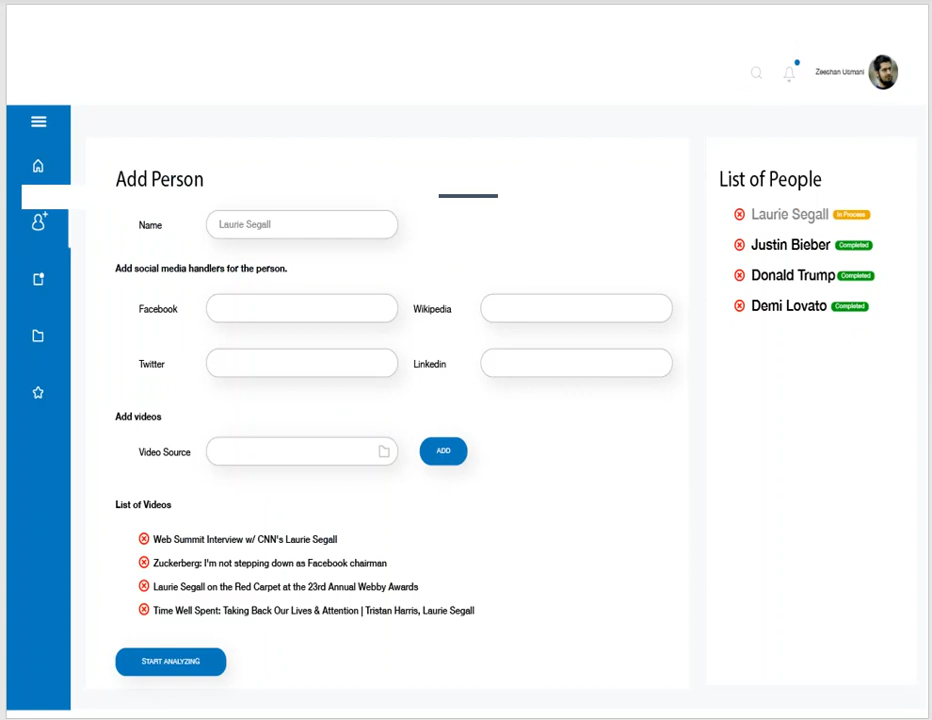 Zeeshan Usmani
Add Person
List of People
Name
Laurie Segall
Laurie Segall
In Process
Justin Bieber
Completed
Add social media handlers for the person.
Donald Trump
Completed
Facebook
Wikipedia
Demi Lovato
Completed
Twitter
Linkedin
Add videos
Video Source
ADD
List of Videos
Web Summit Interview w/ CNN's Laurie Segall
Zuckerberg: I'm not stepping down as Facebook chairman
Laurie Segall on the Red Carpet at the 23rd Annual Webby Awards
Time Well Spent: Taking Back Our Lives & Attention | Tristan Harris, Laurie Segall
START ANALYZING